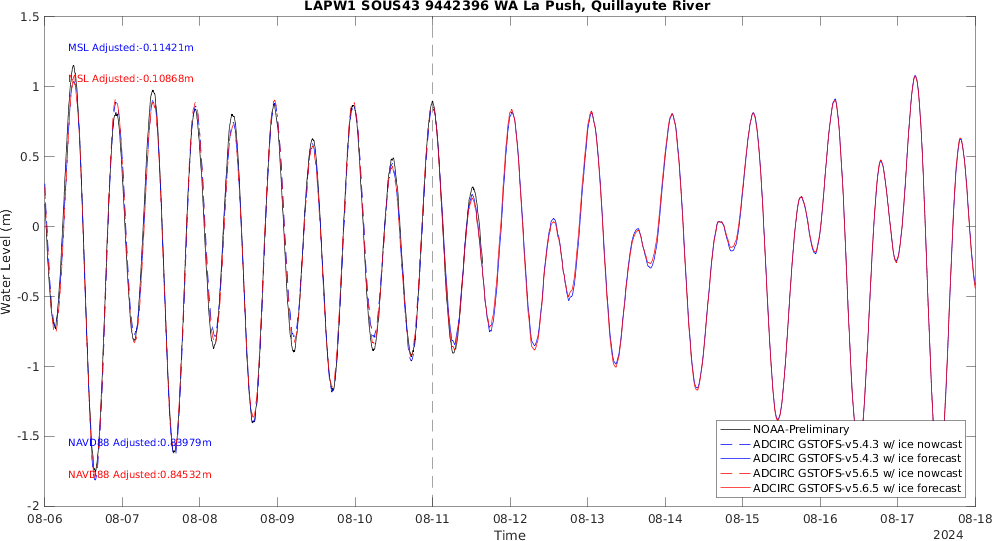 LAPW1 SOUS43 9442396 WA La Push, Quillayute River
1.5
1
0.5
0
-0.5
-1
-1.5
-2
Water Level (m)
MSL Adjusted:-0.11421m
MSL Adjusted:-0.10868m
NAVD88 Adjusted:0.83979m
NAVD88 Adjusted:0.84532m
NOAA-Preliminary
ADCIRC GSTOFS-v5.4.3 w/ ice nowcast
ADCIRC GSTOFS-v5.4.3 w/ ice forecast
ADCIRC GSTOFS-v5.6.5 w/ ice nowcast
ADCIRC GSTOFS-v5.6.5 w/ ice forecast
08-06 08-07 08-08 08-09 08-10 08-11 08-12 08-13 08-14 08-15 08-16 08-17 08-18
Time
2024